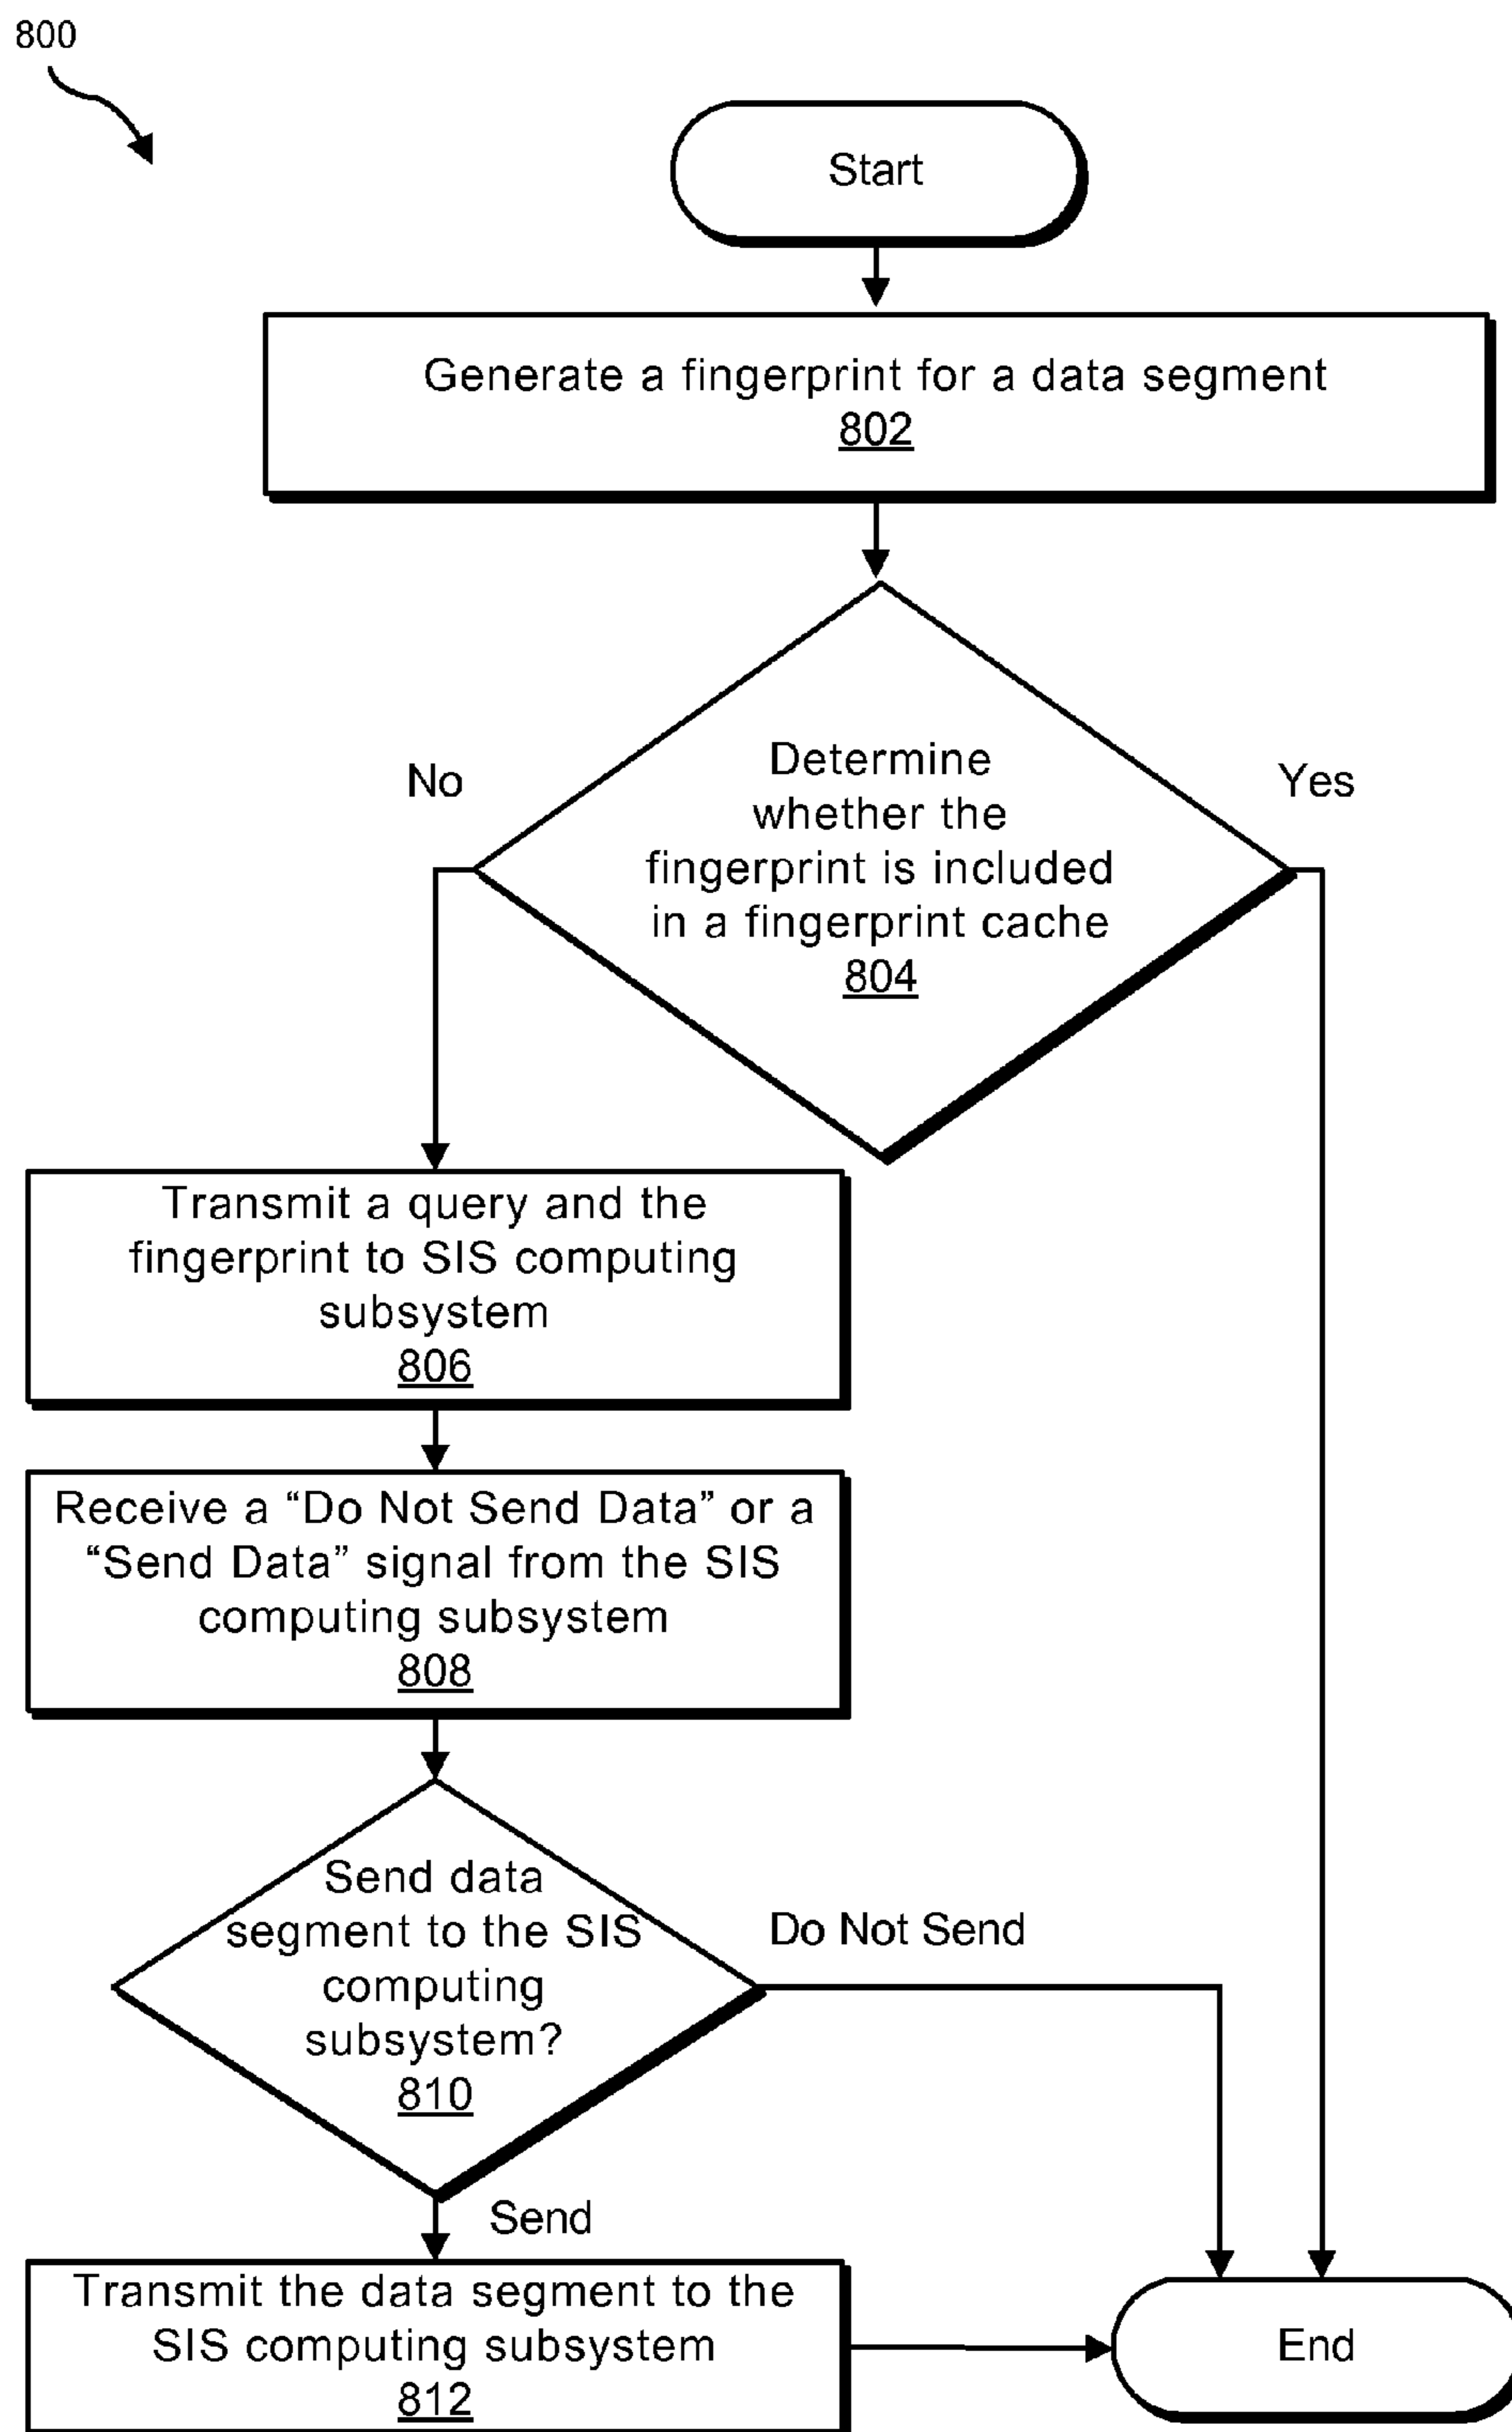 800
Start
Generate a fingerprint for a data segment
802
Determine
whether the
fingerprint is included
in a fingerprint cache
804
No
Yes
Transmit a query and the
fingerprint to SIS computing
subsystem
806
Receive a “Do Not Send Data” or a
“Send Data” signal from the SIS
computing subsystem
808
Send data
segment to the SIS
computing
subsystem?
810
Do Not Send
Send
Transmit the data segment to the
SIS computing subsystem
812
End